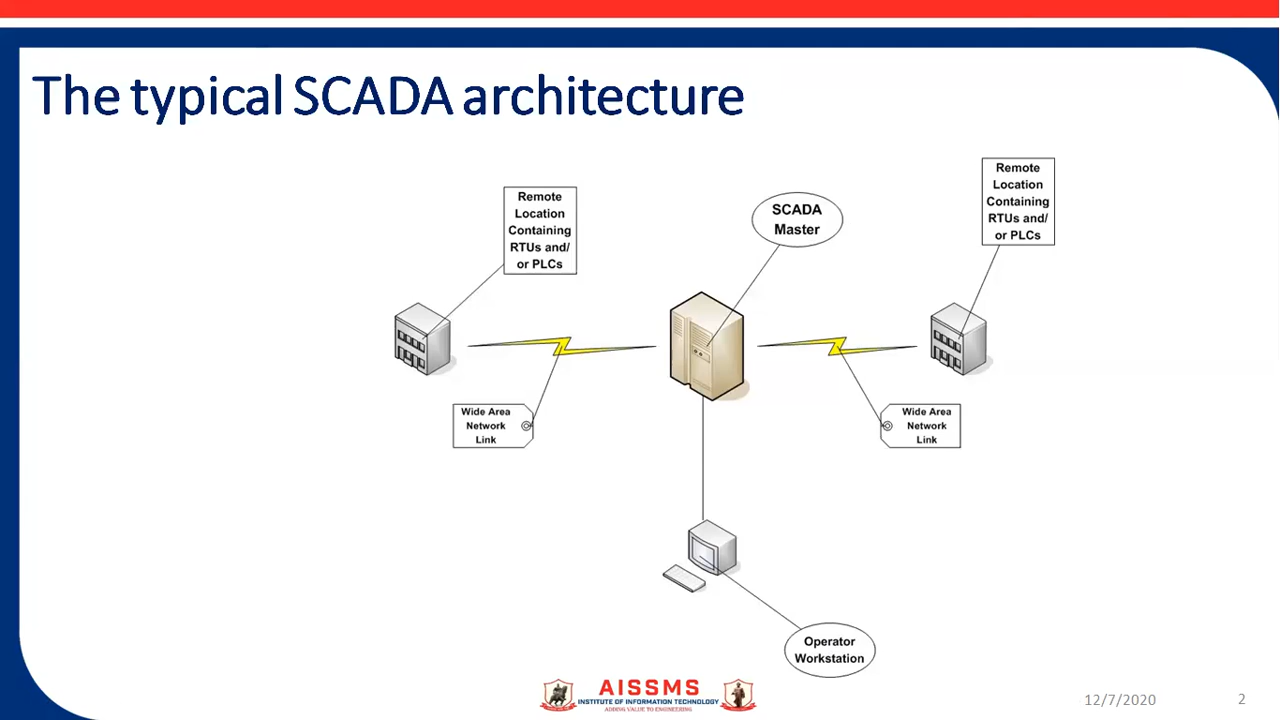 The typical SCADA architecture
Remote
Location
Containing
RTUs and/
or PLCs
SCADA
Master
Remote
Location
Containing
RTUs and/
or PLCs
Wide Area
Network
Link
Wide Area
Network
Link
Operator
Workstation
AISSMS
INSTITUTE OF INFORMATION TECHNOLOGY
ADDING VALUE TO ENGINEERING
12/7/2020
2